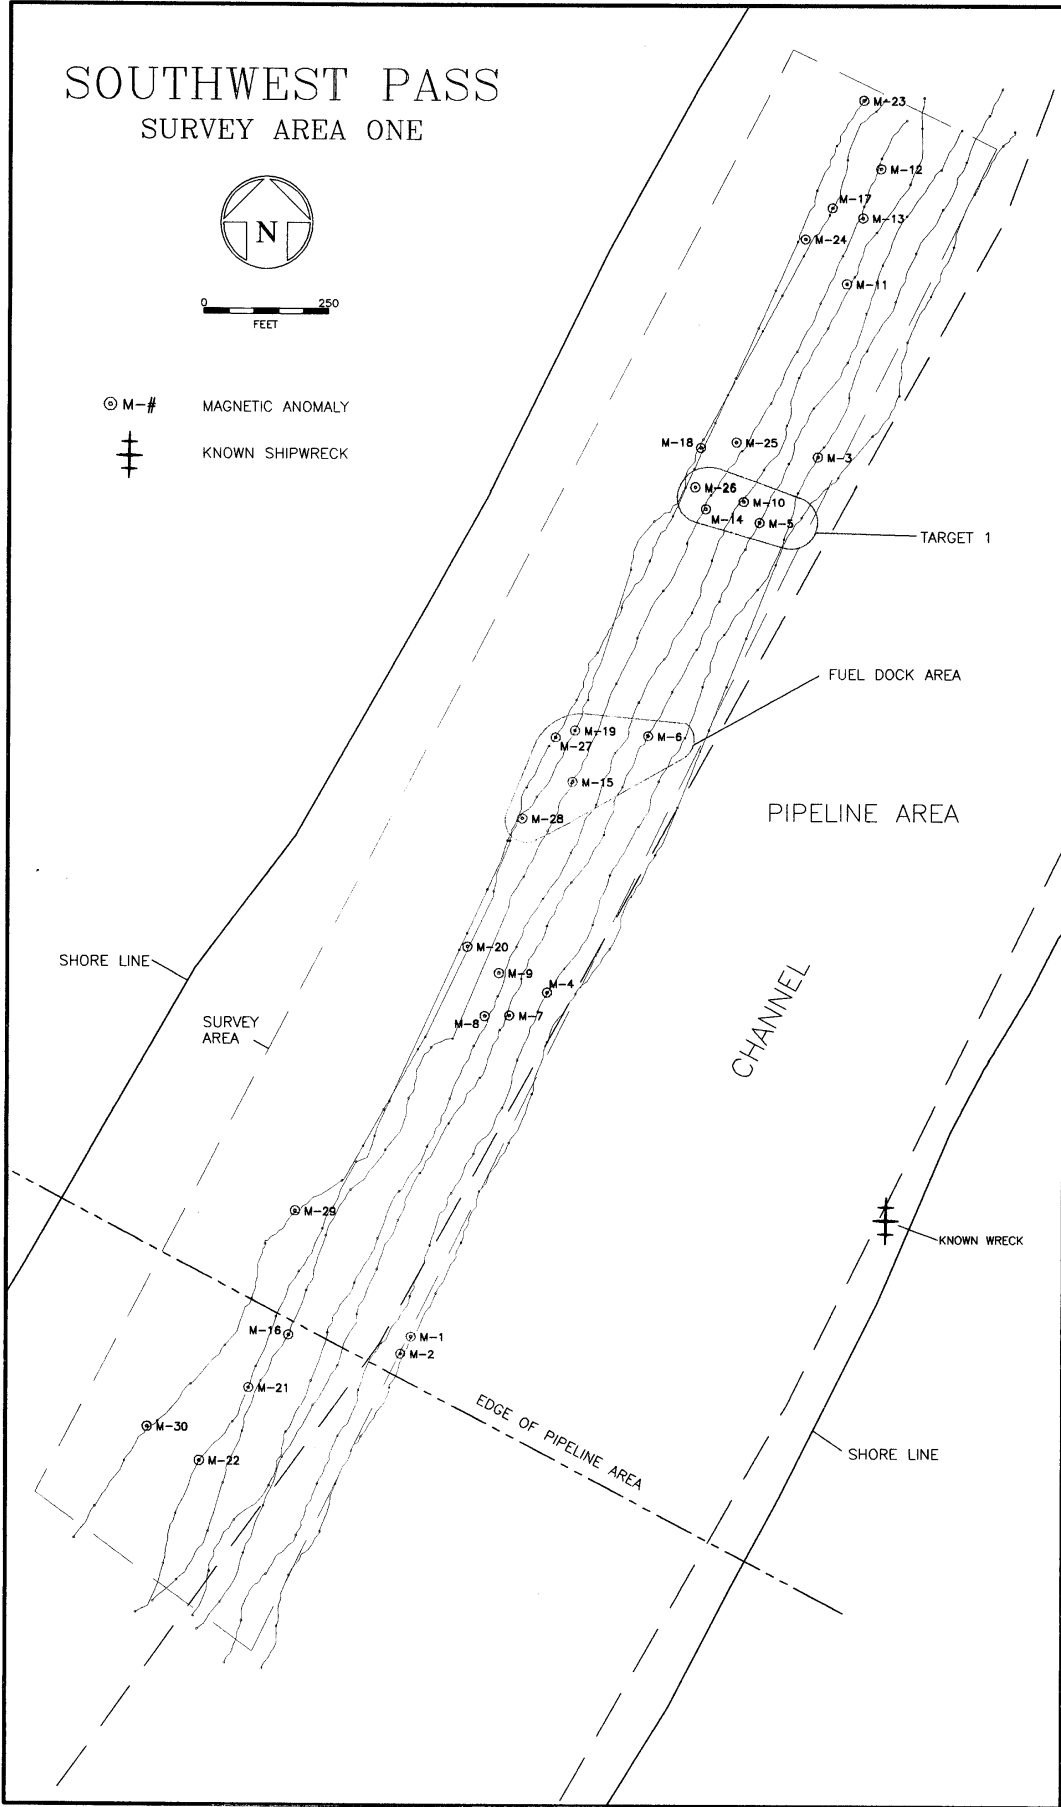 SOUTHWEST PASS
SURVEY AREA ONE
N
0 250
FEET
M-# MAGNETIC ANOMALY
KNOWN SHIPWRECK
M-23
M-12
M-17
M-13
M-24
M-11
M-18
M-25
M-3
M-26
M-10
M-14
M-5
TARGET 1
FUEL DOCK AREA
M-19
M-27
M-6
M-15
M-28
PIPELINE AREA
M-20
SHORE LINE
M-9
M-4
M-8
M-7
SURVEY
AREA
CHANNEL
M-29
KNOWN WRECK
M-16
M-1
M-2
M-21
EDGE OF PIPELINE AREA
M-30
M-22
SHORE LINE